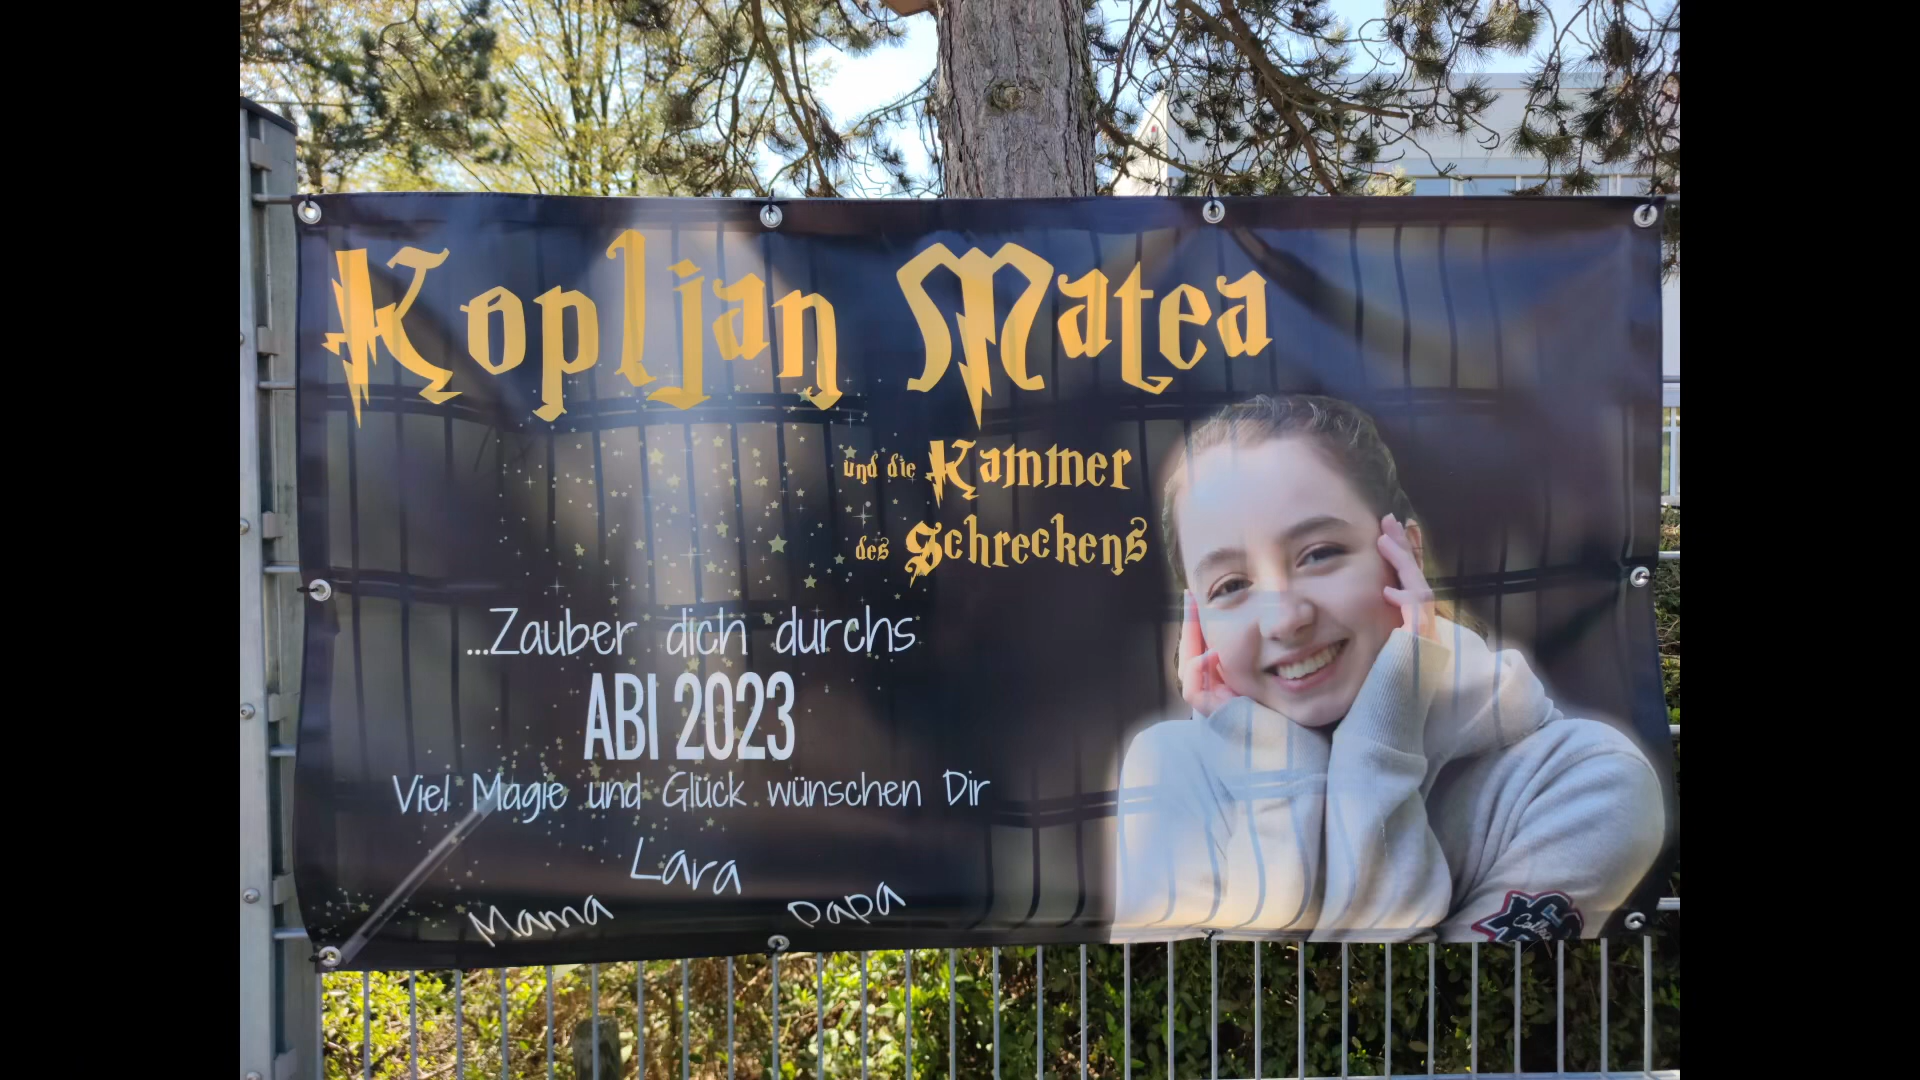 Kopljan Matea
und die Kammer
des Schreckens
...Zauber dich durchs
ABI 2023
Viel Magie und Glück wünschen Dir
Lara
Mama
Papa